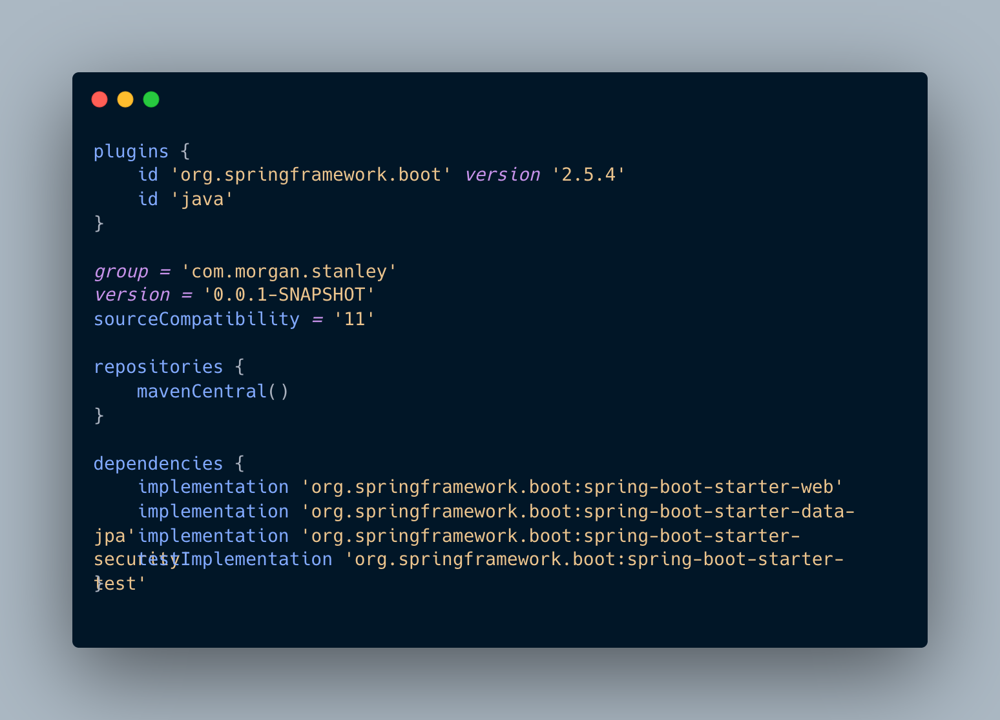 plugins {
    id 'org.springframework.boot' version '2.5.4'
    id 'java'
}

group = 'com.morgan.stanley'
version = '0.0.1-SNAPSHOT'
sourceCompatibility = '11'

repositories {
    mavenCentral()
}

dependencies {
    implementation 'org.springframework.boot:spring-boot-starter-web'
    implementation 'org.springframework.boot:spring-boot-starter-data-
jpa'
    implementation 'org.springframework.boot:spring-boot-starter-
security
    testImplementation 'org.springframework.boot:spring-boot-starter-
test'
}